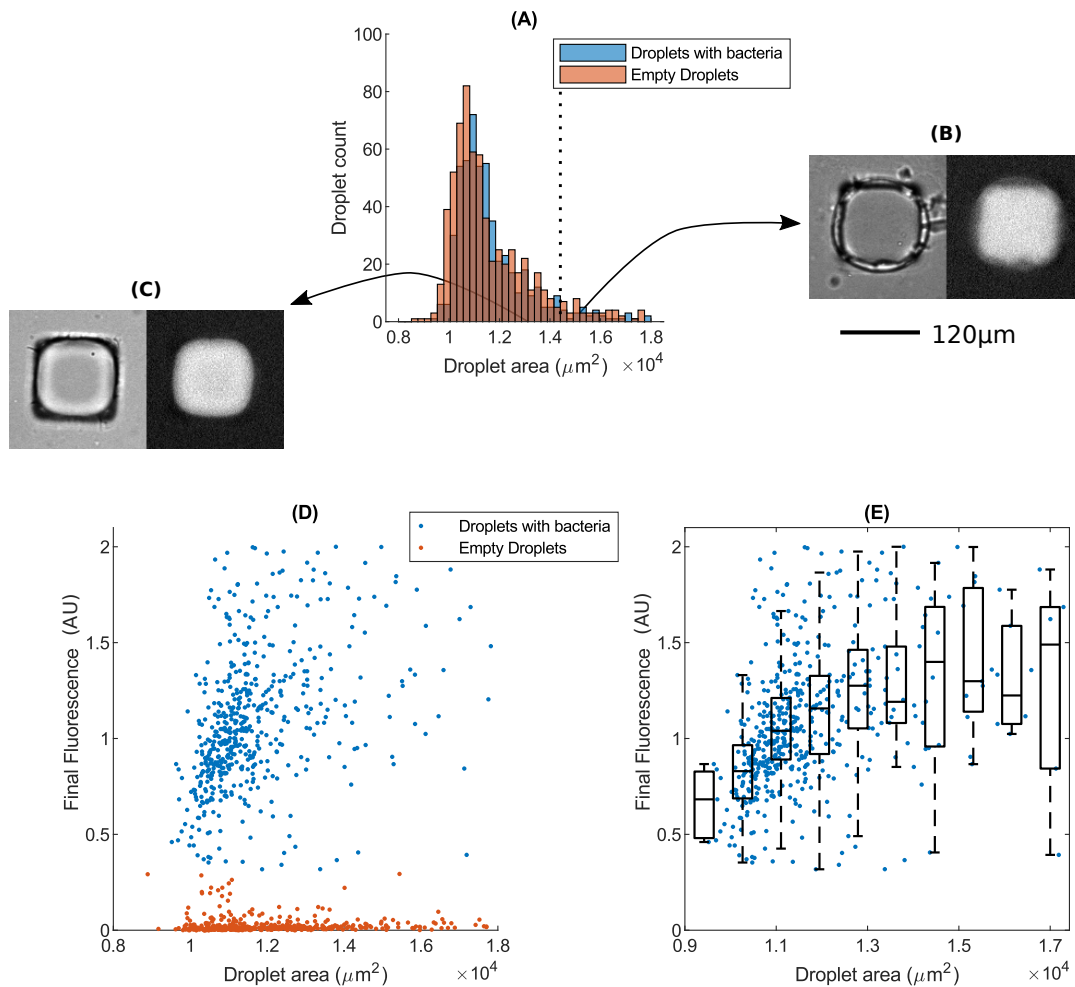 (A)
100
80
60
40
20
0
Droplet count
Droplets with bacteria
Empty Droplets
0.8
1
1.2
1.4
1.6
1.8
Droplet area (μm²)
×10⁴
(B)
120μm
(C)
(D)
Droplets with bacteria
Empty Droplets
2
1.5
1
0.5
0
Final Fluorescence (AU)
0.8
1
1.2
1.4
1.6
1.8
Droplet area (μm²)
×10⁴
(E)
2
1.5
1
0.5
0
Final Fluorescence (AU)
0.9
1.1
1.3
1.5
1.7
Droplet area (μm²)
×10⁴